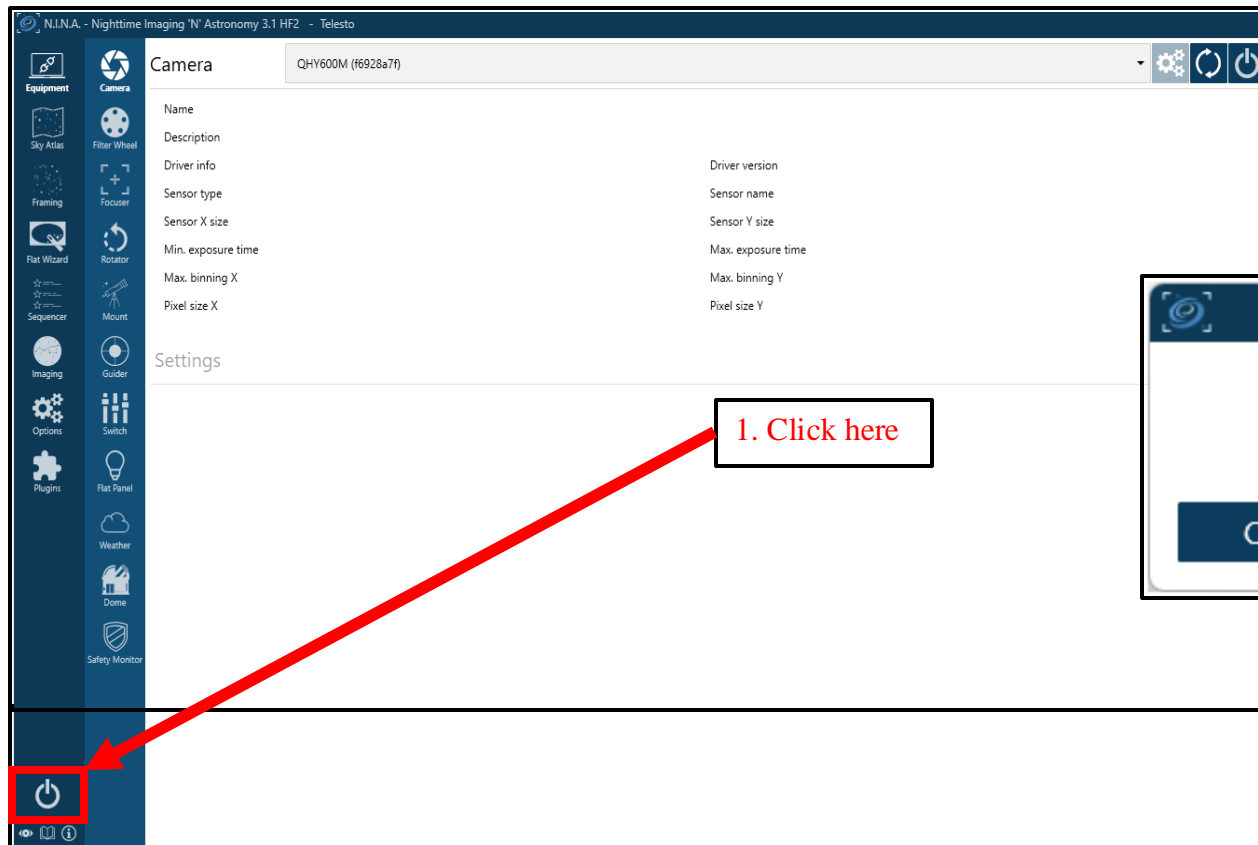 N.I.N.A. - Nighttime Imaging 'N' Astronomy 3.1 HF2 - Telesto
Equipment
Sky Atlas
Framing
Flat Wizard
Sequencer
Imaging
Options
Plugins
Camera
Filter Wheel
Focuser
Rotator
Mount
Guider
Switch
Flat Panel
Weather
Dome
Safety Monitor
Camera QHY600M (f6928a7f)
Name
Description
Driver info Driver version
Sensor type Sensor name
Sensor X size Sensor Y size
Min. exposure time Max. exposure time
Max. binning X Max. binning Y
Pixel size X Pixel size Y
Settings
1. Click here